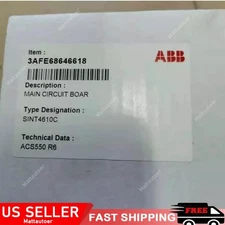 Item :
3AFE68646618
ABB
Description :
MAIN CIRCUIT BOAR
Type Designation :
SINT4610C
Technical Data :
ACS550 R6
US SELLER
Fast Shipping
FREE